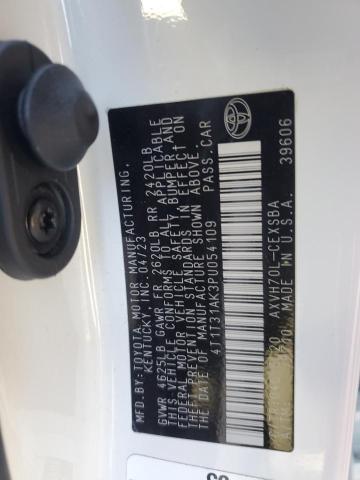 MFD.BY:TOYOTA MOTOR MANUFACTURING,
KENTUCKY, INC. 04/23
GVWR 4625LB GAWR FR 2620LB RR 2420LB
THIS VEHICLE CONFORMS TO ALL APPLICABLE
FEDERAL MOTOR VEHICLE SAFETY, BUMPER, AND
THEFT PREVENTION STANDARDS IN EFFECT ON
THE DATE OF MANUFACTURE SHOWN ABOVE.
4T1T31AK3PU054109 PASS.CAR
AXVH70L-CEXSBA
MADE IN U.S.A. 39606
TOYOTA